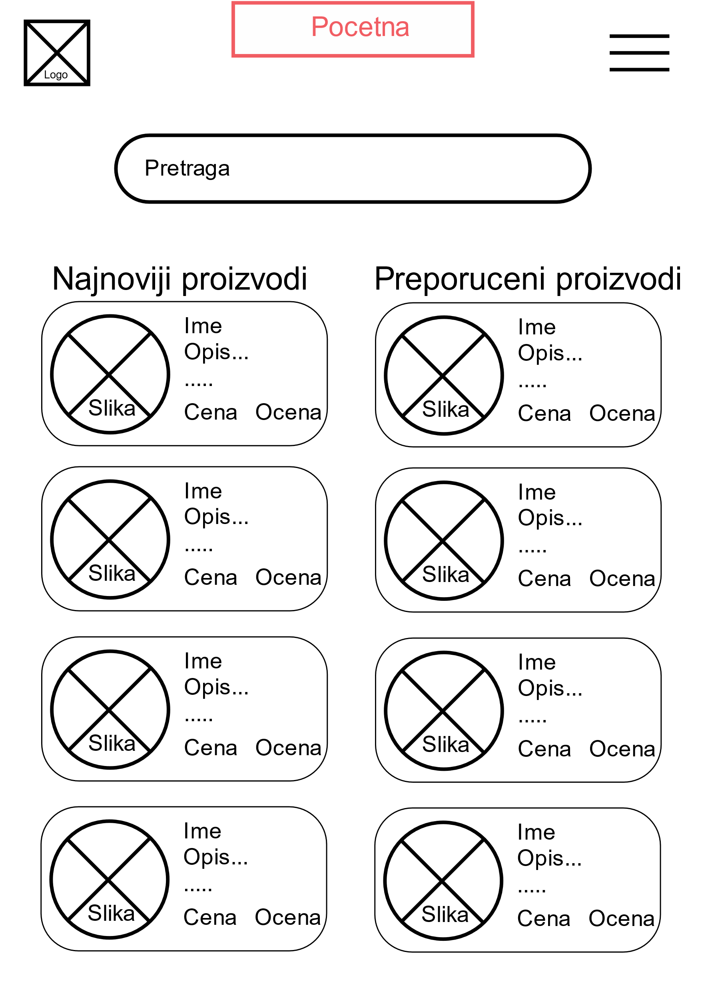 Pocetna
Logo
Pretraga
Najnoviji proizvodi
Ime
Opis...
.....
Slika
Cena Ocena
Ime
Opis...
.....
Slika
Cena Ocena
Ime
Opis...
.....
Slika
Cena Ocena
Ime
Opis...
.....
Slika
Cena Ocena
Preporuceni proizvodi
Ime
Opis...
.....
Slika
Cena Ocena
Ime
Opis...
.....
Slika
Cena Ocena
Ime
Opis...
.....
Slika
Cena Ocena
Ime
Opis...
.....
Slika
Cena Ocena